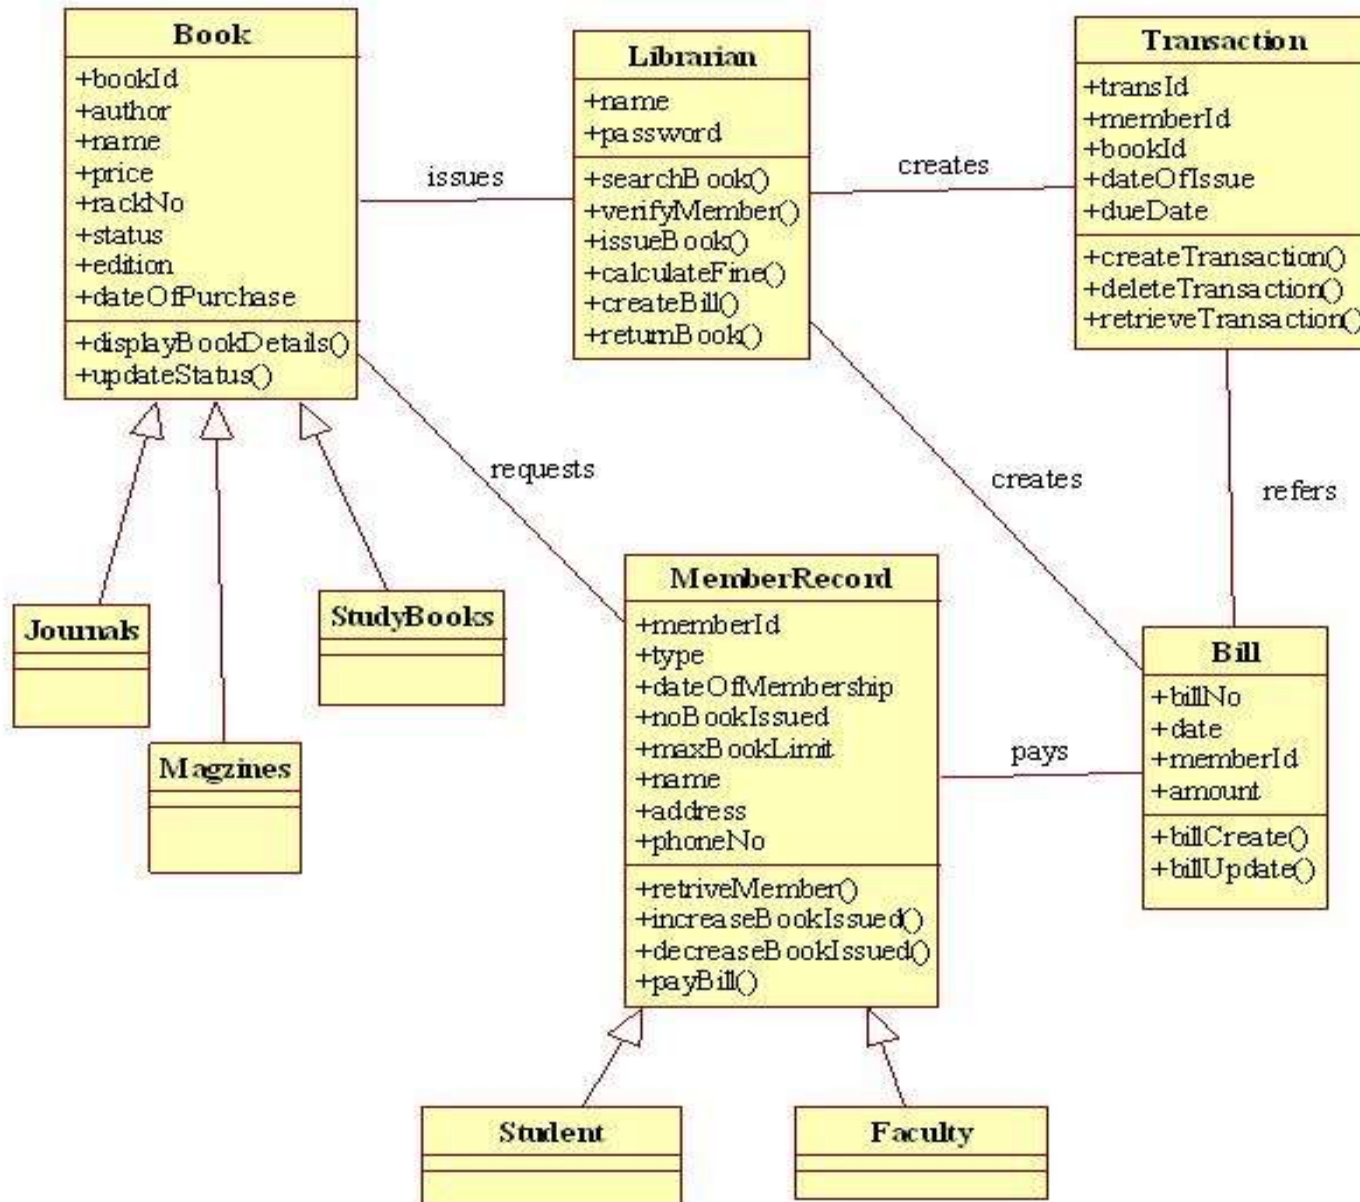 Book
+bookId
+author
+name
+price
+rackNo
+status
+edition
+dateOfPurchase
+displayBookDetails()
+updateStatus()
issues
Librarian
+name
+password
+searchBook()
+verifyMember()
+issueBook()
+calculateFine()
+createBill()
+returnBook()
creates
Transaction
+transId
+memberId
+bookId
+dateOfIssue
+dueDate
+createTransaction()
+deleteTransaction()
+retrieveTransaction()
requests
creates
refers
Journals
StudyBooks
Magzines
MemberRecord
+memberId
+type
+dateOfMembership
+noBookIssued
+maxBookLimit
+name
+address
+phoneNo
+retriveMember()
+increaseBookIssued()
+decreaseBookIssued()
+payBill()
pays
Bill
+billNo
+date
+memberId
+amount
+billCreate()
+billUpdate()
Student
Faculty